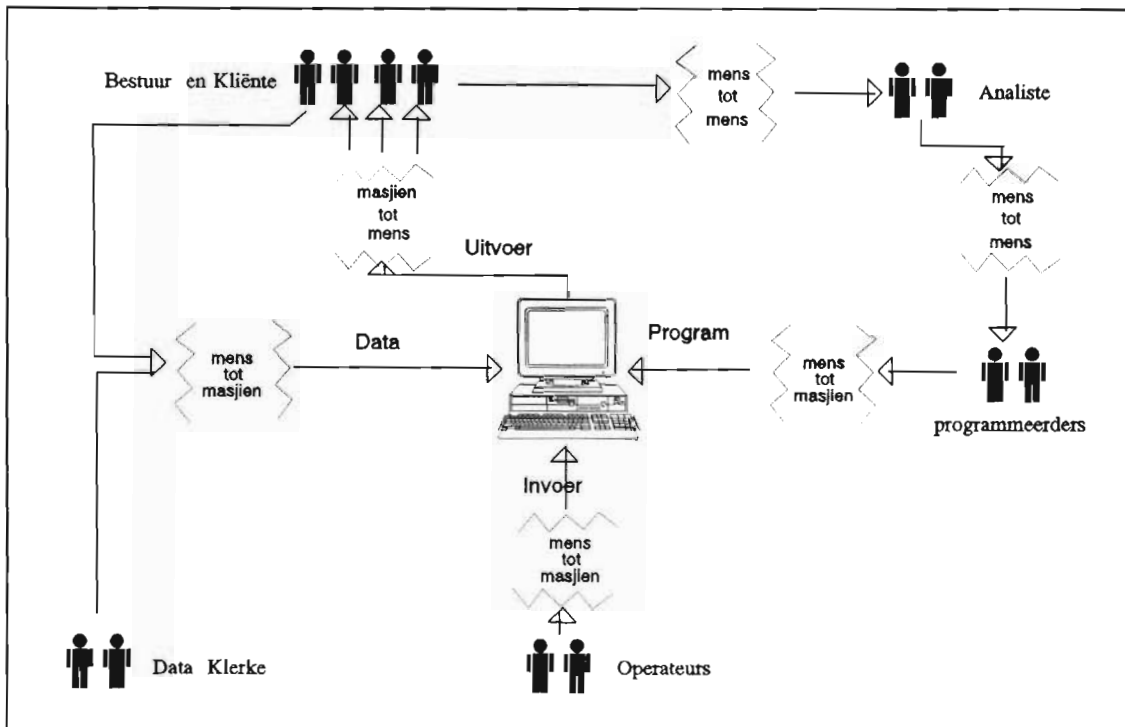 Bestuur en Kliënte
mens
tot
mens
Analiste
masjien
tot
mens
mens
tot
mens
Uitvoer
Data
Program
mens
tot
masjien
mens
tot
masjien
programmeerders
Invoer
mens
tot
masjien
Data Klerke
Operateurs